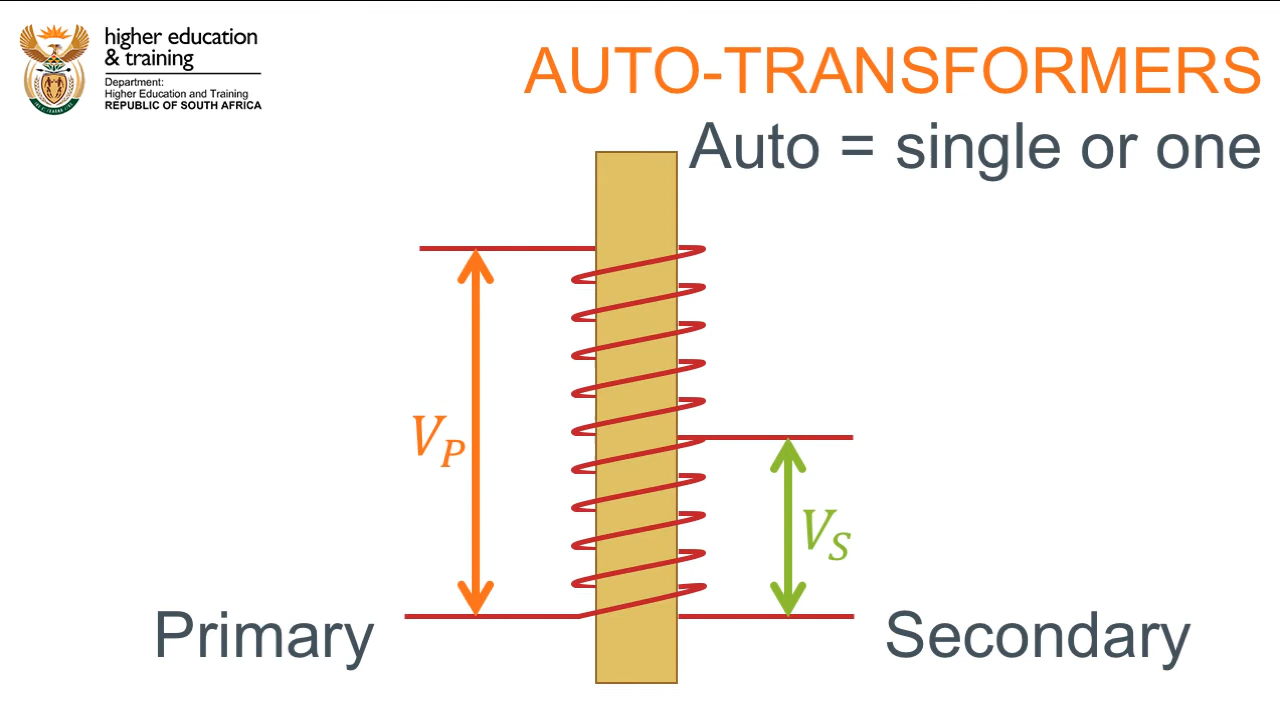 higher education
& training
Department:
Higher Education and Training
REPUBLIC OF SOUTH AFRICA
AUTO-TRANSFORMERS
Auto = single or one
V_P
V_S
Primary
Secondary